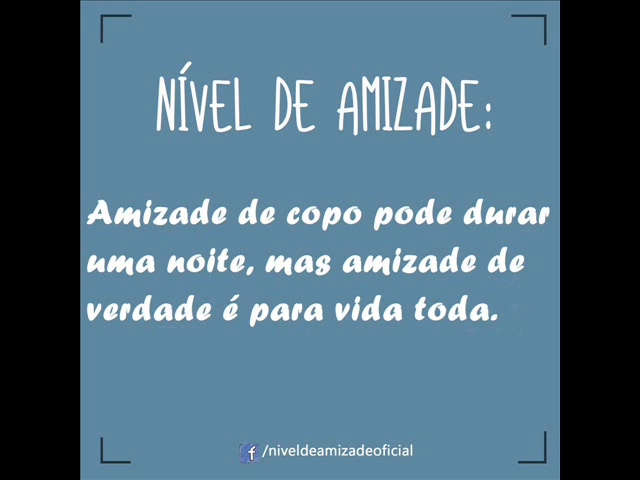 NÍVEL DE AMIZADE:
Amizade de copo pode durar
uma noite, mas amizade de
verdade é para vida toda.
f /niveldeamizadeoficial